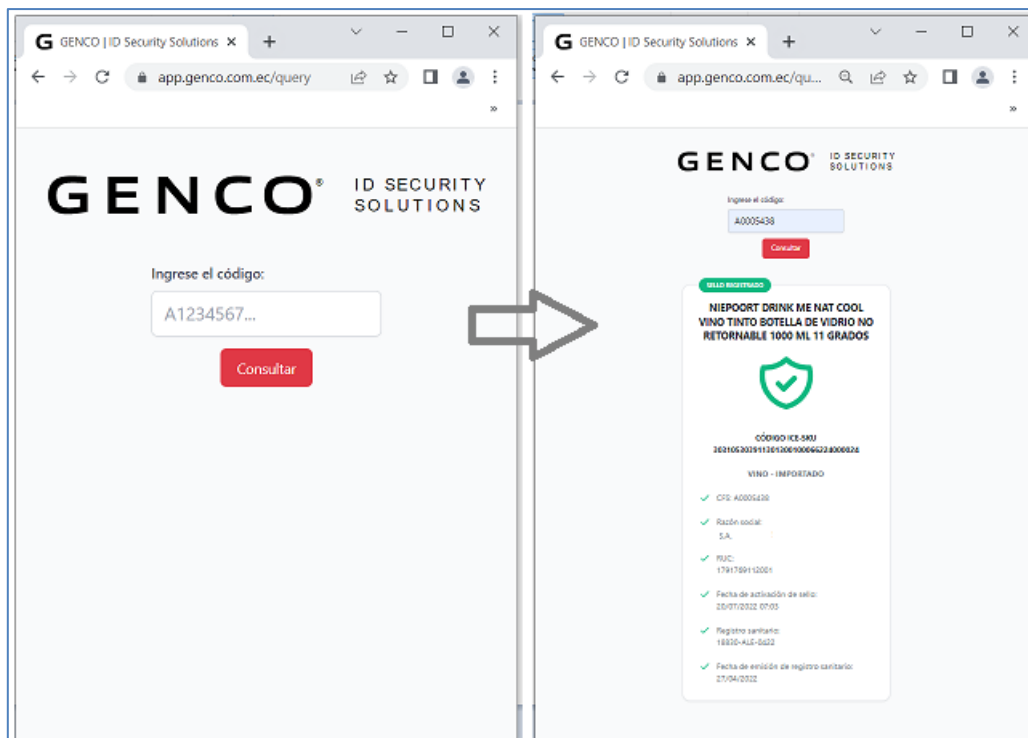 GENCO | ID Security Solutions
app.genco.com.ec/query
GENCO® ID SECURITY
SOLUTIONS
Ingrese el código:
A1234567...
Consultar
GENCO | ID Security Solutions
app.genco.com.ec/qu...
GENCO® ID SECURITY
SOLUTIONS
Ingrese el código:
A0005438
Consultar
SELLO REGISTRADO
NIEPOORT DRINK ME NAT COOL
VINO TINTO BOTELLA DE VIDRIO NO
RETORNABLE 1000 ML 11 GRADOS
CÓDIGO ICE-SKU
VINO - IMPORTADO
CFS: A0005438
Razón social:
S.A.
RUC:
1791789112001
Fecha de activación de sello:
20/07/2022 07:03
Registro sanitario:
18830-ALE-0422
Fecha de emisión de registro sanitario:
27/04/2022